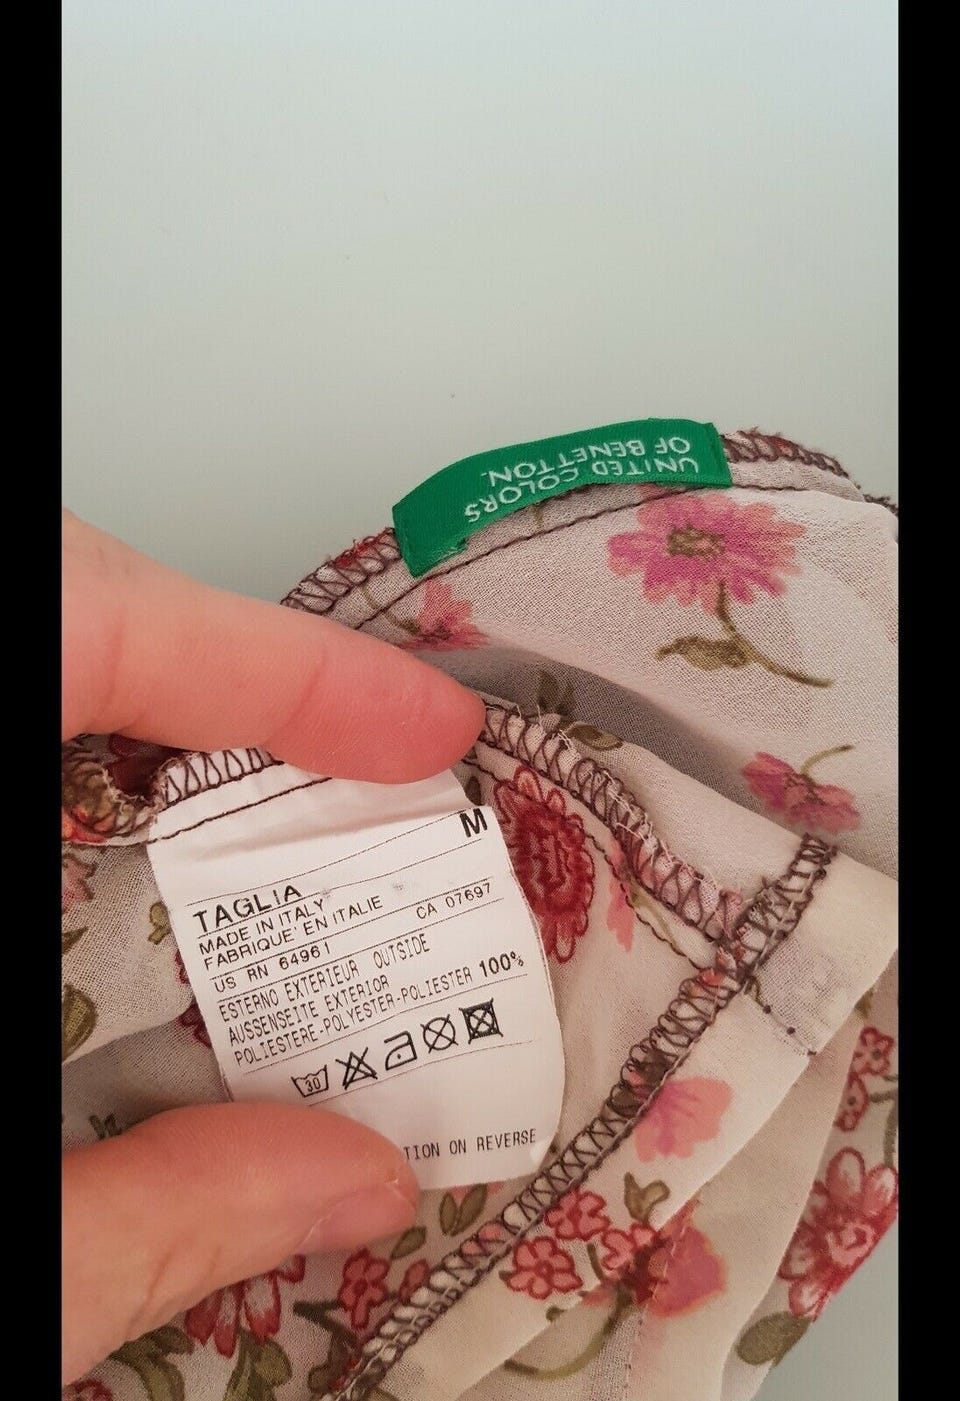 UNITED COLORS
OF BENETTON.
M
TAGLIA
MADE IN ITALY
FABRIQUE' EN ITALIE
US RN 64961 CA 07697
ESTERNO EXTERIEUR OUTSIDE
AUSSENSEITE EXTERIOR
POLIESTERE-POLYESTER-POLIESTER 100%
30
ON REVERSE